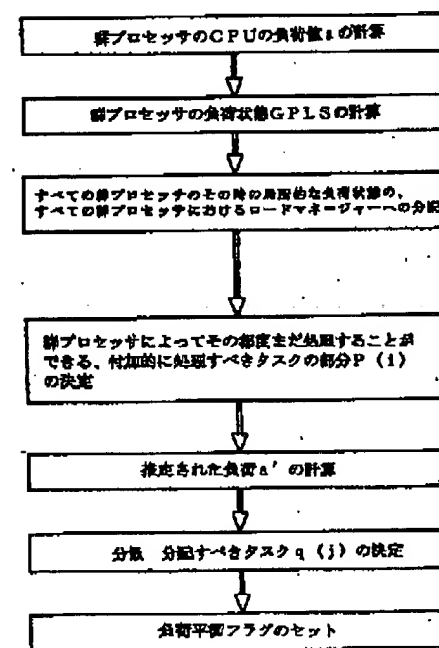 群プロセッサのCPUの負荷値aの計算
群プロセッサの負荷状態GPLSの計算
すべての群プロセッサのその時の局所的な負荷状態の、
すべての群プロセッサにおけるロードマネージャーへの分配
群プロセッサによってその都度まだ処理することが
できる、付加的に処理すべきタスクの部分P (i)
の決定
推定された負荷a'の計算
分散 分配すべきタスクq (j) の決定
負荷平衡フラグのセット